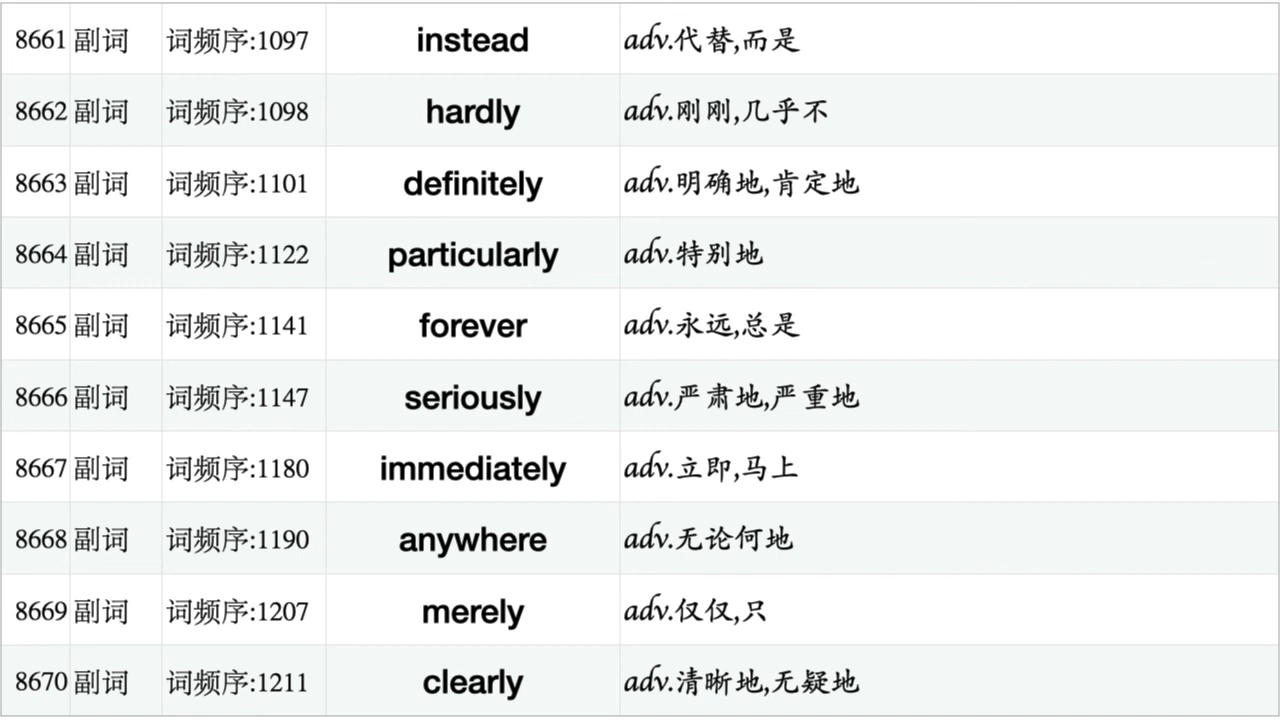 8661 副词 词频序:1097 instead adv.代替,而是
8662 副词 词频序:1098 hardly adv.刚刚,几乎不
8663 副词 词频序:1101 definitely adv.明确地,肯定地
8664 副词 词频序:1122 particularly adv.特别地
8665 副词 词频序:1141 forever adv.永远,总是
8666 副词 词频序:1147 seriously adv.严肃地,严重地
8667 副词 词频序:1180 immediately adv.立即,马上
8668 副词 词频序:1190 anywhere adv.无论何地
8669 副词 词频序:1207 merely adv.仅仅,只
8670 副词 词频序:1211 clearly adv.清晰地,无疑地